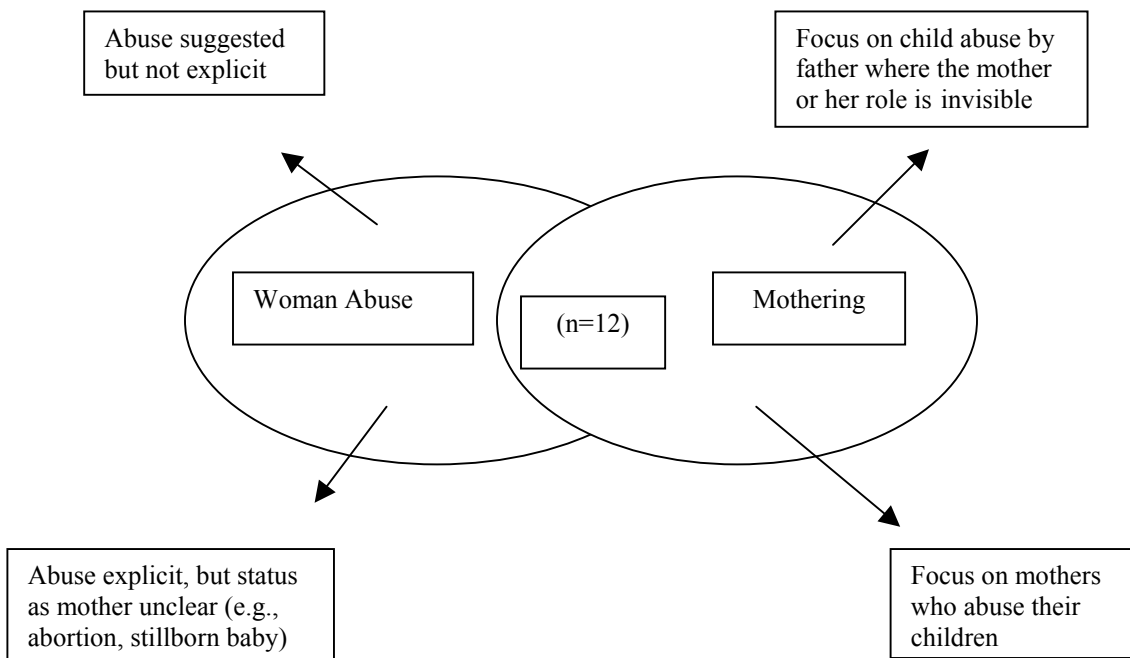 Abuse suggested
but not explicit
Focus on child abuse by
father where the mother
or her role is invisible
Woman Abuse
(n=12)
Mothering
Abuse explicit, but status
as mother unclear (e.g.,
abortion, stillborn baby)
Focus on mothers
who abuse their
children